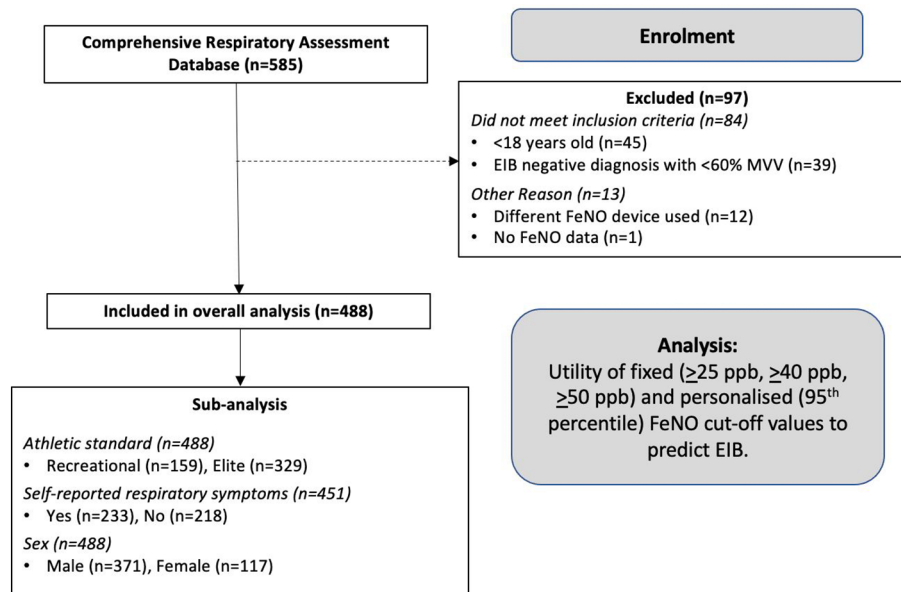 Comprehensive Respiratory Assessment
Database (n=585)
Enrolment
Excluded (n=97)
Did not meet inclusion criteria (n=84)
• <18 years old (n=45)
• EIB negative diagnosis with <60% MVV (n=39)
Other Reason (n=13)
• Different FeNO device used (n=12)
• No FeNO data (n=1)
Included in overall analysis (n=488)
Analysis:
Utility of fixed (≥25 ppb, ≥40 ppb,
≥50 ppb) and personalised (95th
percentile) FeNO cut-off values to
predict EIB.
Sub-analysis
Athletic standard (n=488)
• Recreational (n=159), Elite (n=329)
Self-reported respiratory symptoms (n=451)
• Yes (n=233), No (n=218)
Sex (n=488)
• Male (n=371), Female (n=117)